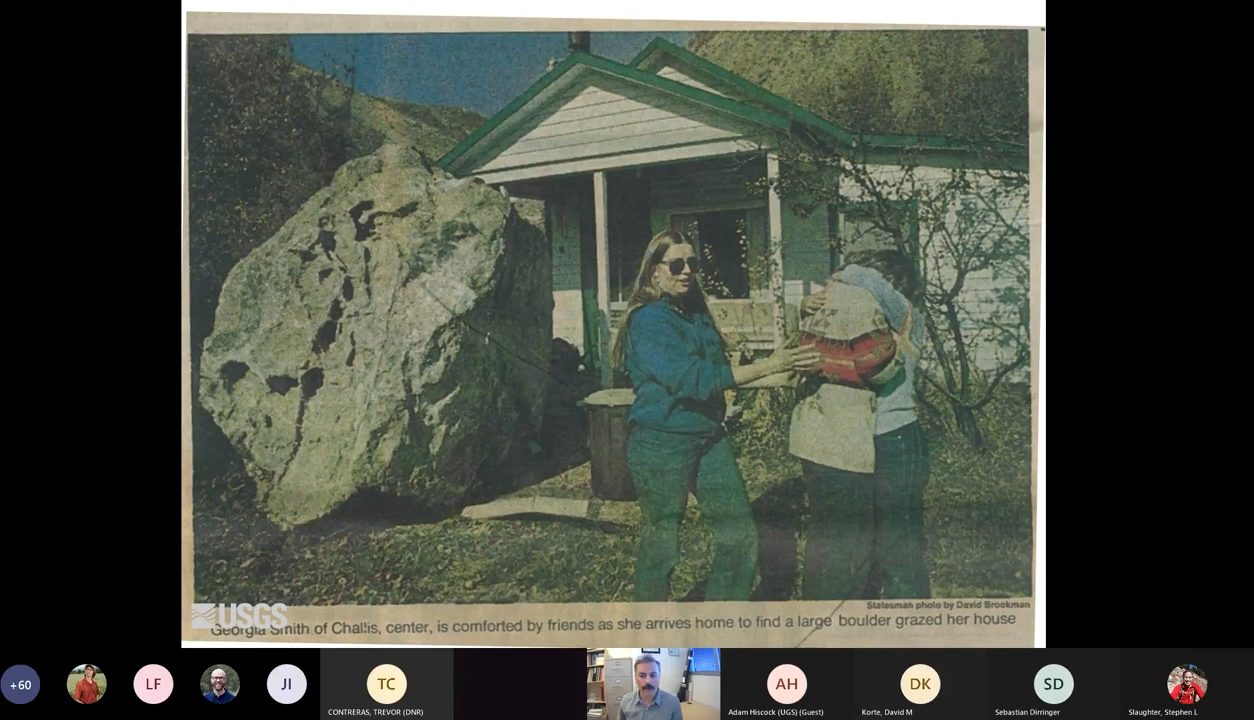 USGS
Statesman photo by David Brookman
Georgia Smith of Challis, center, is comforted by friends as she arrives home to find a large boulder grazed her house
+60
LF
JI
TC
CONTRERAS, TREVOR (DNR)
AH
Adam Hiscock (UGS) (Guest)
DK
Korte, David M
SD
Sebastian Dirringer
Slaughter, Stephen L